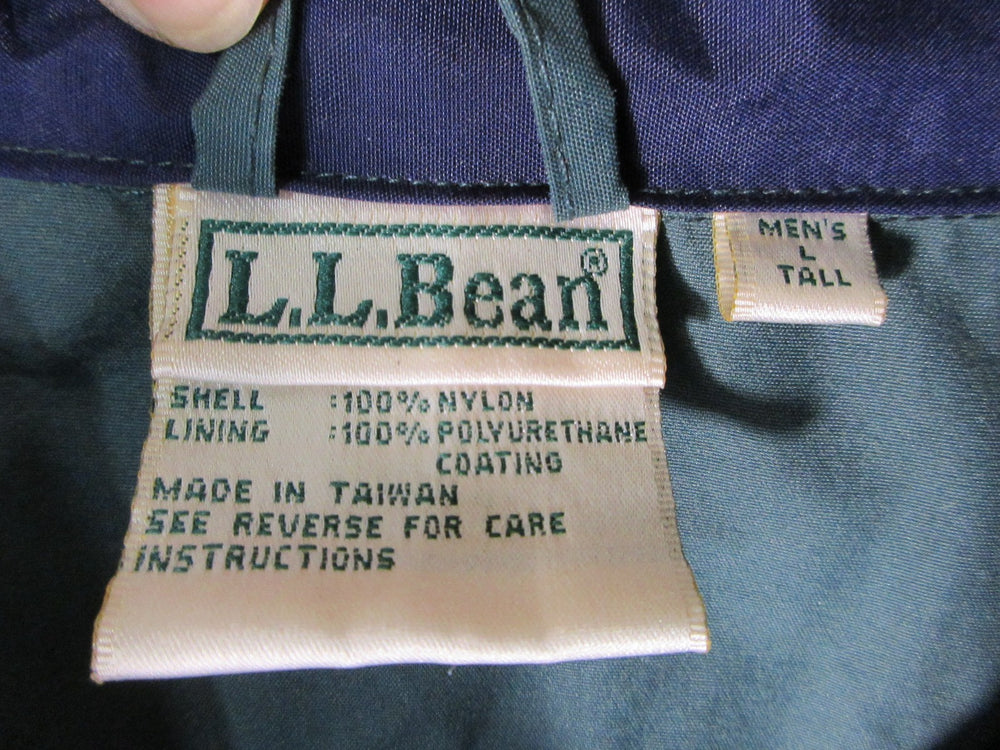 L.L.Bean®
MEN'S
L
TALL
SHELL :100% NYLON
LINING :100% POLYURETHANE
COATING
MADE IN TAIWAN
SEE REVERSE FOR CARE
INSTRUCTIONS